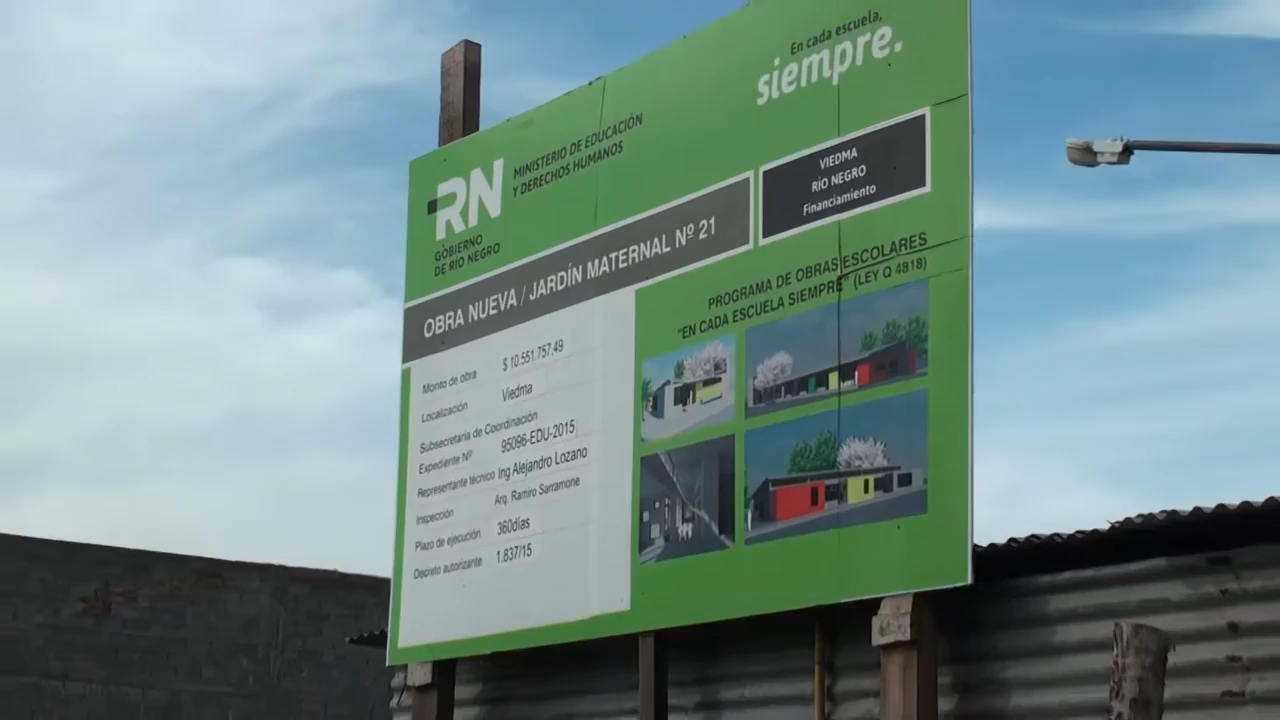 En cada escuela,
siempre.
RN
GOBIERNO
DE RÍO NEGRO
MINISTERIO DE EDUCACIÓN
Y DERECHOS HUMANOS
VIEDMA
RÍO NEGRO
Financiamiento
OBRA NUEVA / JARDÍN MATERNAL Nº 21
PROGRAMA DE OBRAS ESCOLARES
"EN CADA ESCUELA SIEMPRE" (LEY Q 4818)
Monto de obra $ 10.551.757,49
Localización Viedma
Subsecretaría de Coordinación
Expediente Nº 95096-EDU-2015
Representante técnico Ing Alejandro Lozano
Inspección Arq. Ramiro Sarramone
Plazo de ejecución 360días
Decreto autorizante 1.837/15